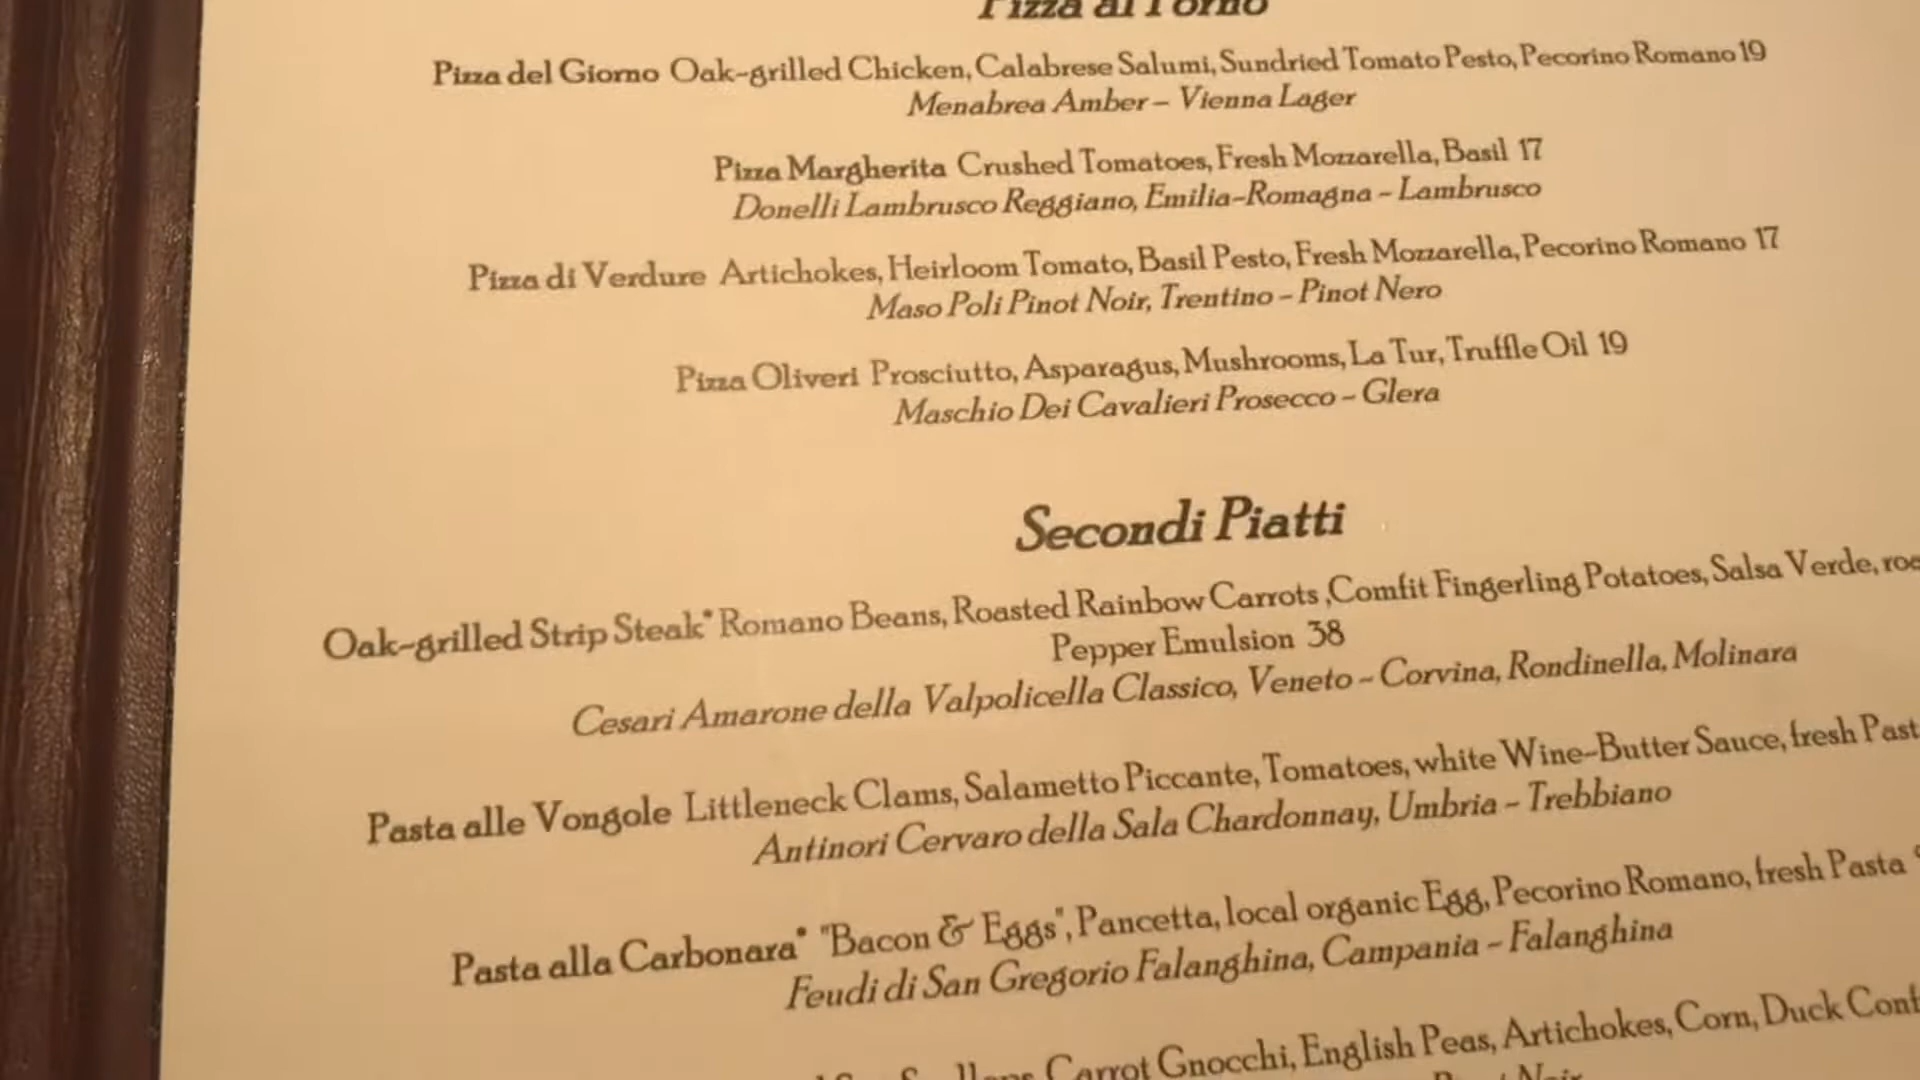 Pizza al Forno
Pizza del Giorno Oak-grilled Chicken, Calabrese Salumi, Sundried Tomato Pesto, Pecorino Romano 19
Menabrea Amber - Vienna Lager
Pizza Margherita Crushed Tomatoes, Fresh Mozzarella, Basil 17
Donelli Lambrusco Reggiano, Emilia-Romagna - Lambrusco
Pizza di Verdure Artichokes, Heirloom Tomato, Basil Pesto, Fresh Mozzarella, Pecorino Romano 17
Maso Poli Pinot Noir, Trentino - Pinot Nero
Pizza Oliveri Prosciutto, Asparagus, Mushrooms, La Tur, Truffle Oil 19
Maschio Dei Cavalieri Prosecco - Glera
Secondi Piatti
Oak-grilled Strip Steak* Romano Beans, Roasted Rainbow Carrots ,Comfit Fingerling Potatoes, Salsa Verde,
Pepper Emulsion 38
Cesari Amarone della Valpolicella Classico, Veneto - Corvina, Rondinella, Molinara
Pasta alle Vongole Littleneck Clams, Salametto Piccante, Tomatoes, white Wine-Butter Sauce, fresh Past
Antinori Cervaro della Sala Chardonnay, Umbria - Trebbiano
Pasta alla Carbonara* "Bacon & Eggs", Pancetta, local organic Egg, Pecorino Romano, fresh Pasta
Feudi di San Gregorio Falanghina, Campania - Falanghina
Carrot Gnocchi, English Peas, Artichokes, Corn, Duck Conf
Noir